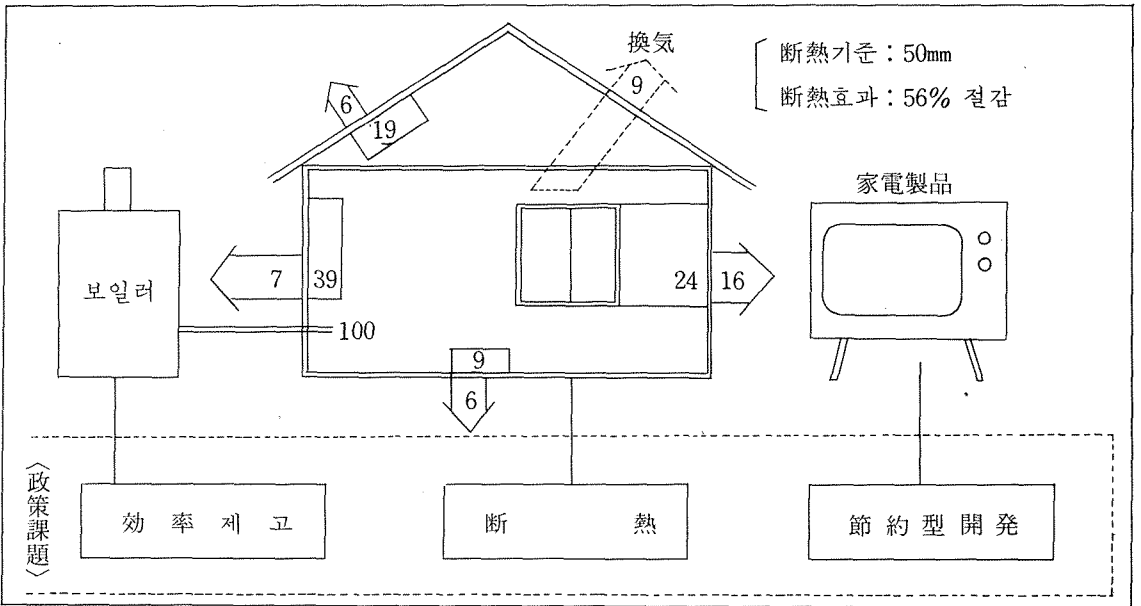 換気
断熱기준 : 50mm
断熱효과 : 56% 절감
9
6
19
家電製品
보일러
7
39
24
16
100
9
6
〈政策課題〉
効率제고
断熱
節約型開発